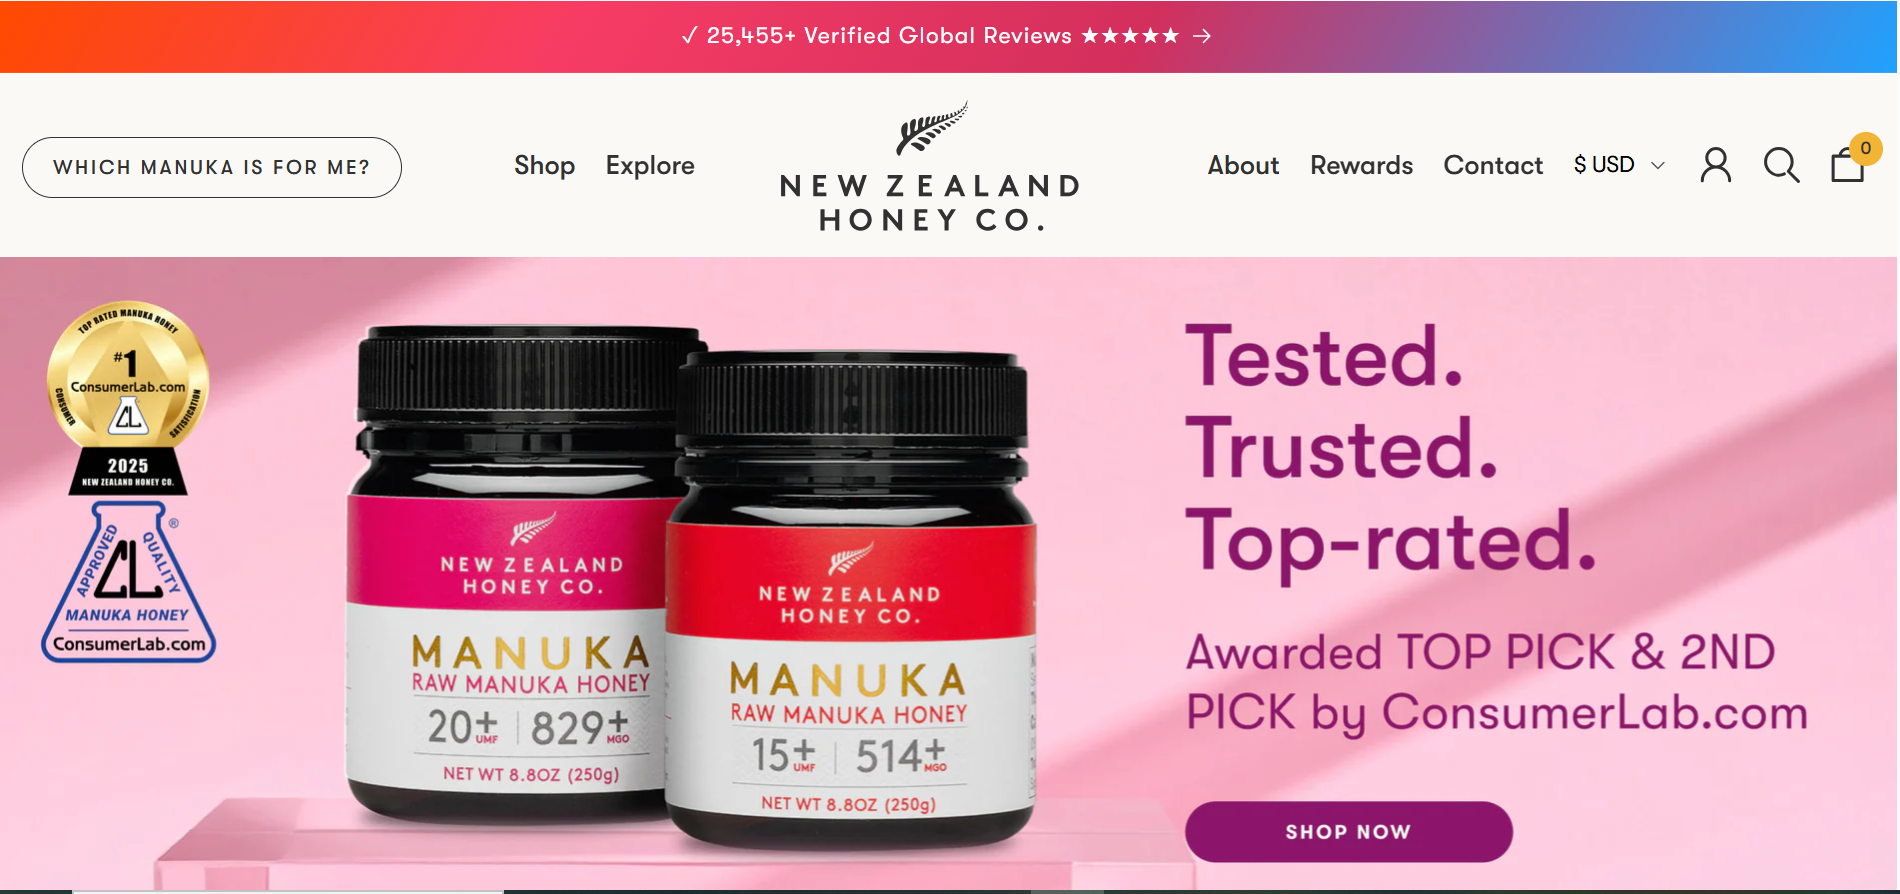 ✓ 25,455+ Verified Global Reviews ★★★★★ →
WHICH MANUKA IS FOR ME?
Shop
Explore
NEW ZEALAND
HONEY CO.
About
Rewards
Contact
$ USD
0
TOP RATED MANUKA HONEY
#1
ConsumerLab.com
CL
CONSUMER
SATISFACTION
2025
NEW ZEALAND HONEY CO.
APPROVED
QUALITY
®
CL
MANUKA HONEY
ConsumerLab.com
NEW ZEALAND
HONEY CO.
MANUKA
RAW MANUKA HONEY
20+ UMF | 829+ MGO
NET WT 8.8OZ (250g)
NEW ZEALAND
HONEY CO.
MANUKA
RAW MANUKA HONEY
15+ UMF | 514+ MGO
NET WT 8.8OZ (250g)
Tested.
Trusted.
Top-rated.
Awarded TOP PICK & 2ND
PICK by ConsumerLab.com
SHOP NOW